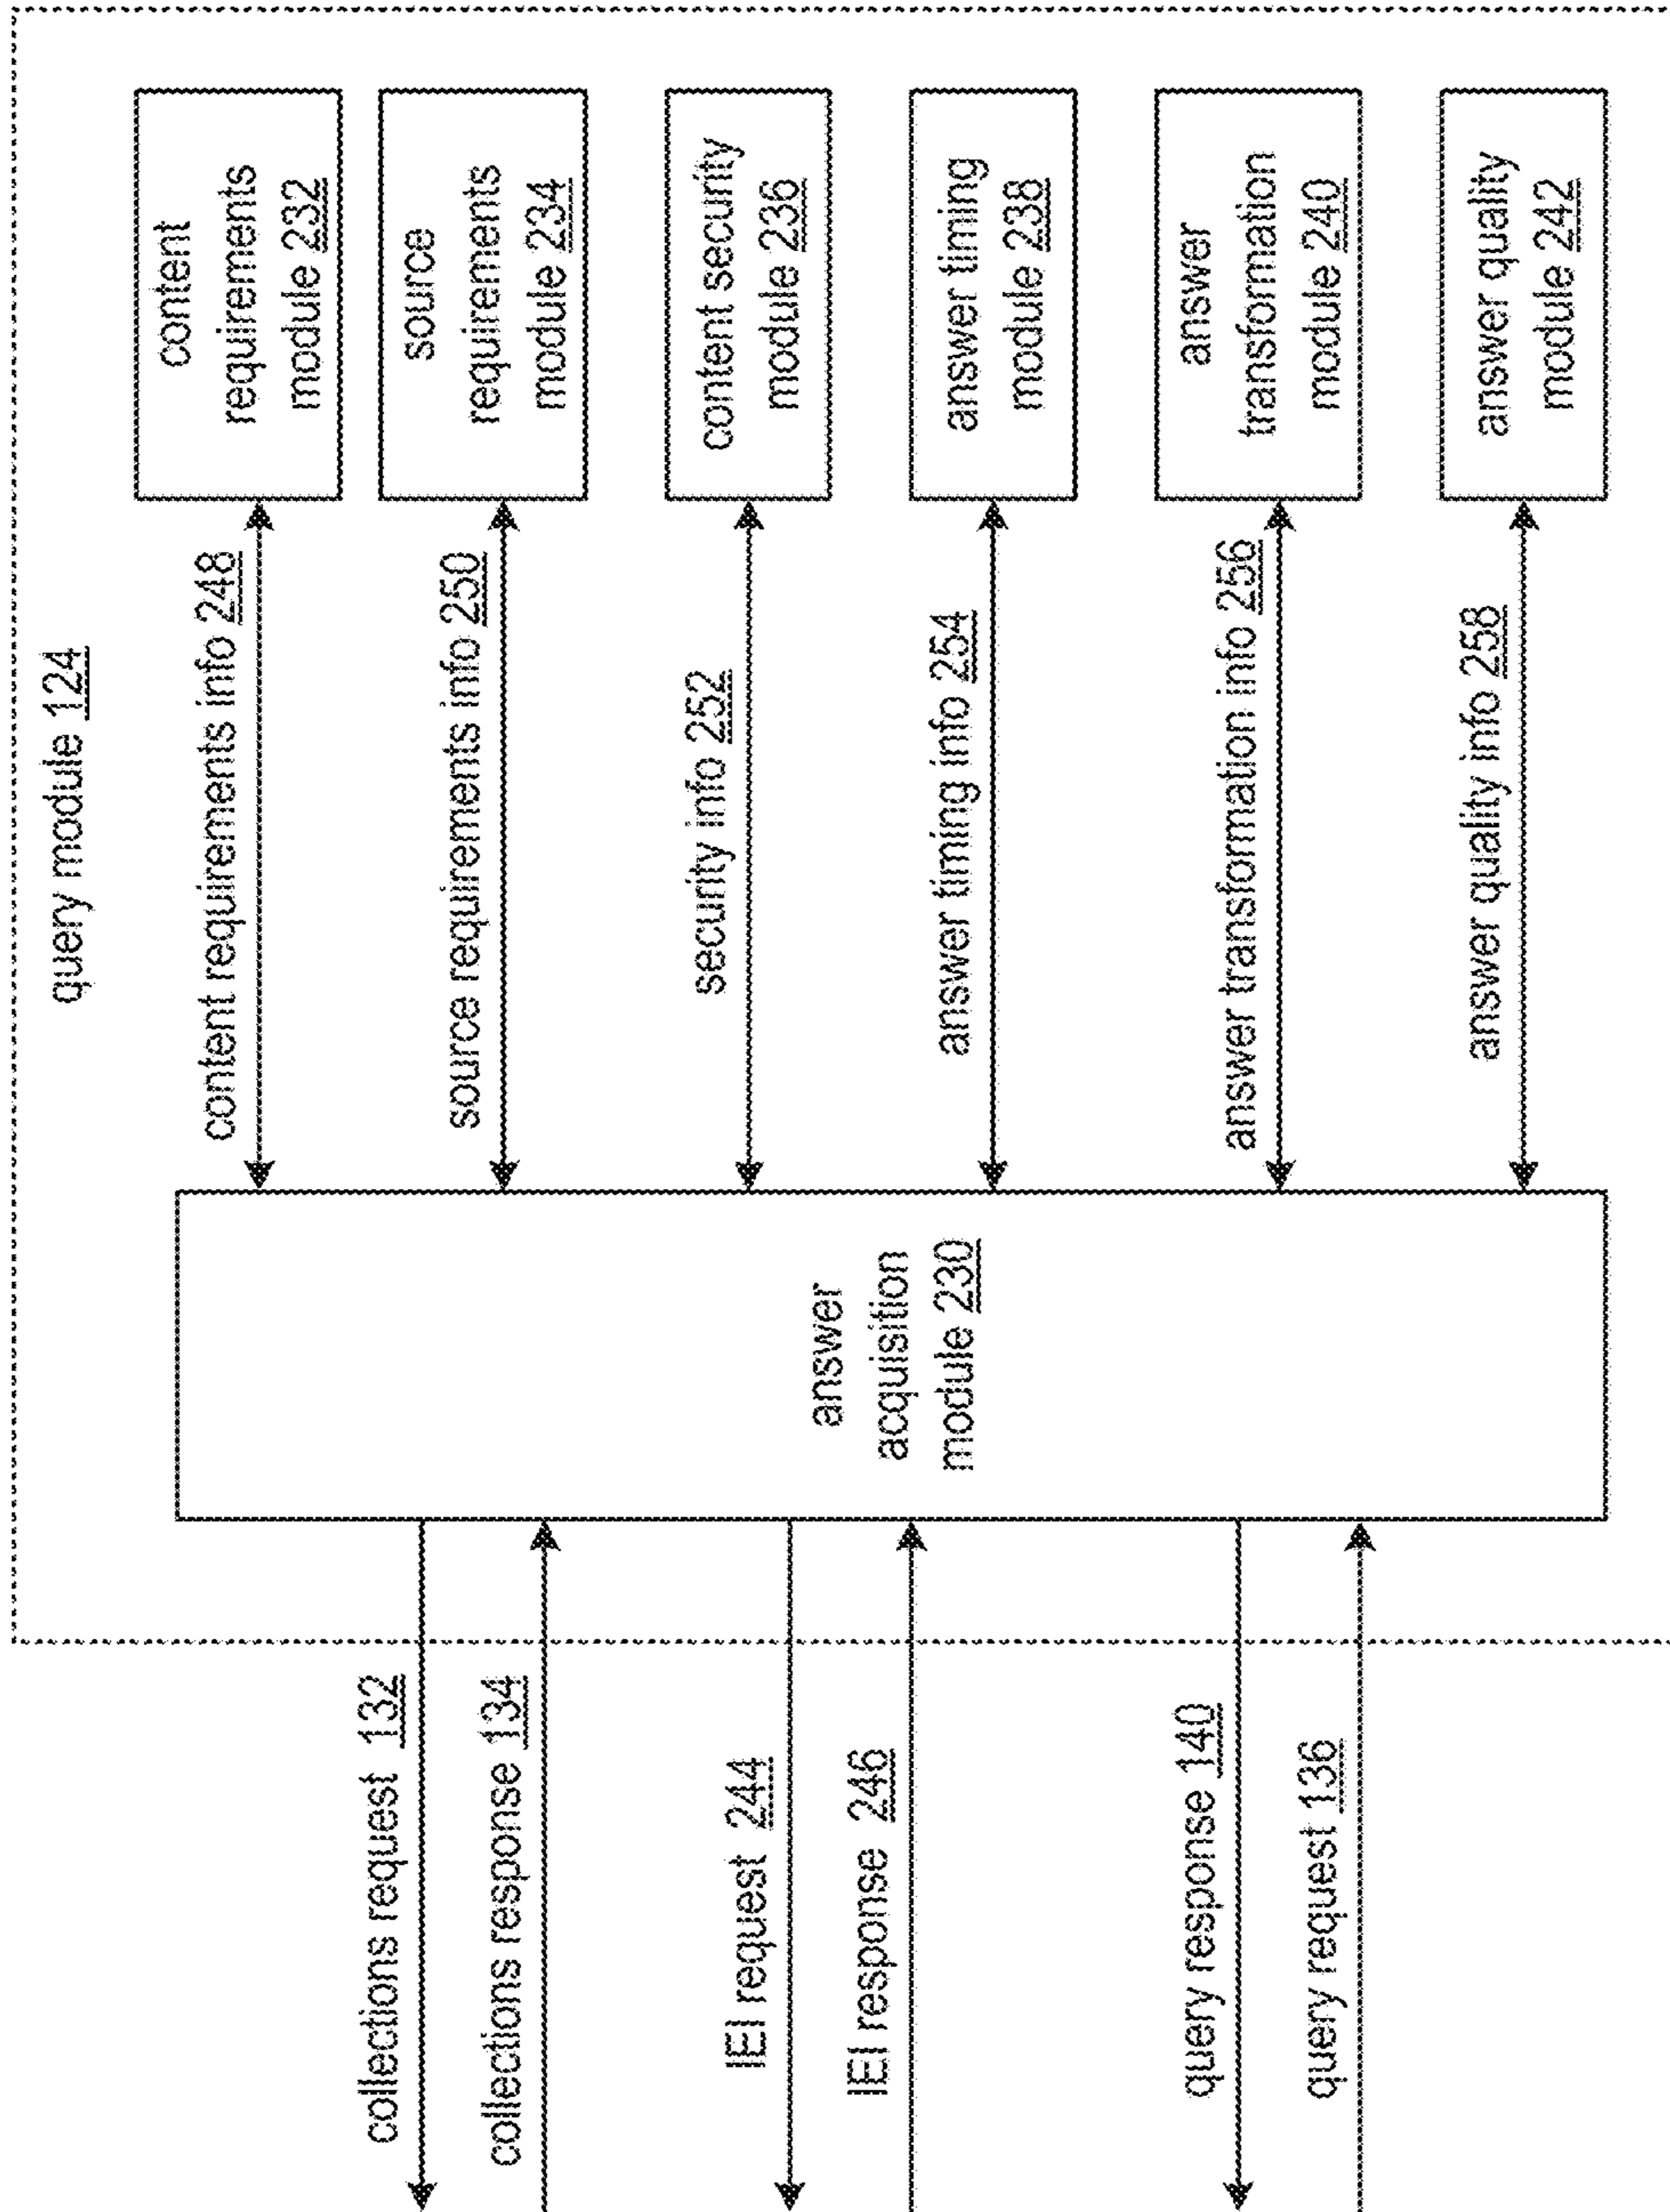 query module 124
collections request 132
collections response 134
IEI request 244
IEI response 246
query response 140
query request 136
answer
acquisition
module 230
content requirements info 248
source requirements info 250
security info 252
answer timing info 254
answer transformation info 256
answer quality info 258
content
requirements
module 232
source
requirements
module 234
content security
module 236
answer timing
module 238
answer
transformation
module 240
answer quality
module 242